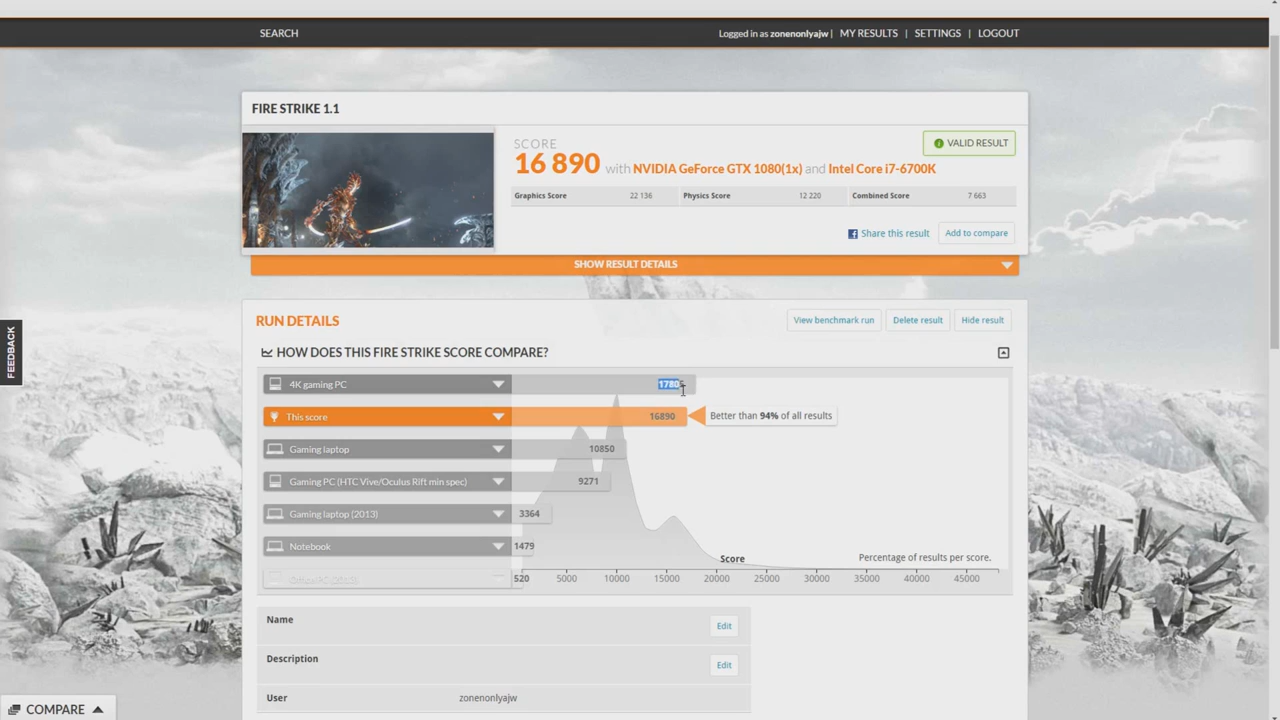 SEARCH
Logged in as zonenonlyajw | MY RESULTS | SETTINGS | LOGOUT
FIRE STRIKE 1.1
SCORE
VALID RESULT
16 890 with NVIDIA GeForce GTX 1080(1x) and Intel Core i7-6700K
Graphics Score 22 136 Physics Score 12 220 Combined Score 7 663
Share this result Add to compare
SHOW RESULT DETAILS
RUN DETAILS
View benchmark run Delete result Hide result
FEEDBACK
HOW DOES THIS FIRE STRIKE SCORE COMPARE?
4K gaming PC
This score 16890 Better than 94% of all results
Gaming laptop 10850
Gaming PC (HTC Vive/Oculus Rift min spec) 9271
Gaming laptop (2013) 3364
Notebook 1479
Score Percentage of results per score.
Office PC (2013) 520 5000 10000 15000 20000 25000 30000 35000 40000 45000
Name Edit
Description Edit
User zonenonlyajw
COMPARE